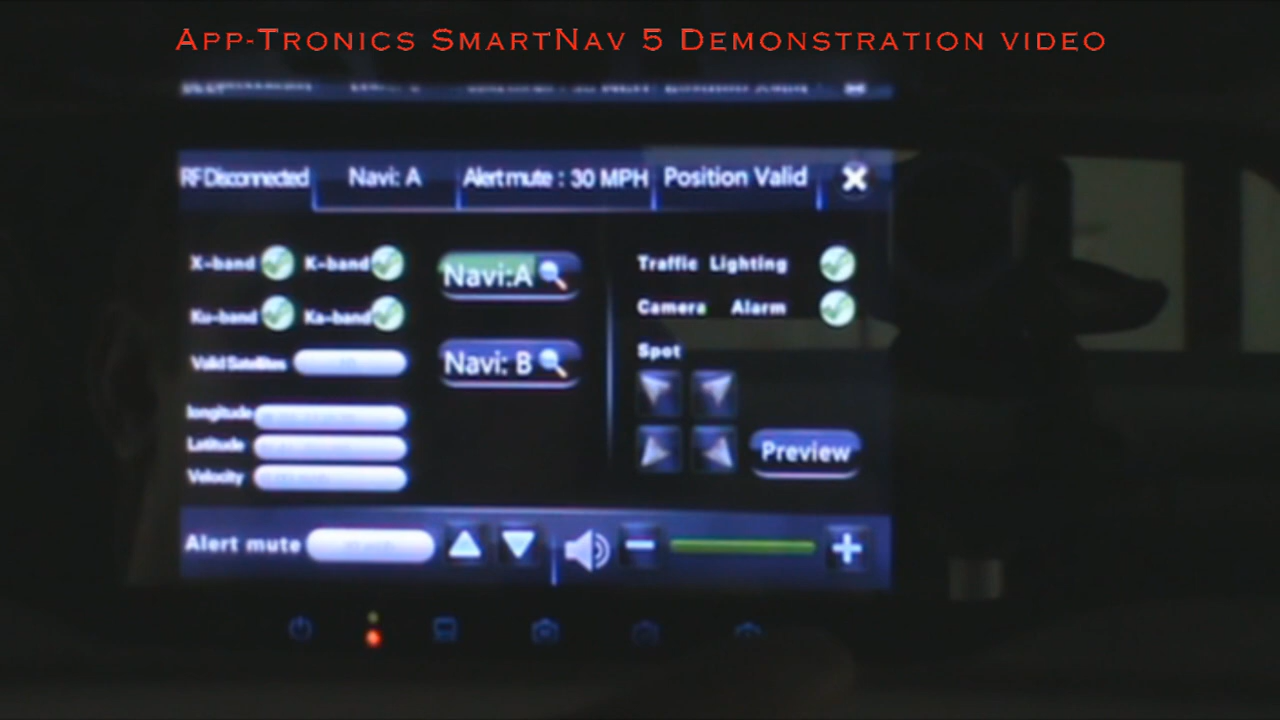 App-Tronics SmartNav 5 Demonstration video
RF Disconnected Navi: A Alert mute : 30 MPH Position Valid
X-band K-band
Ku-band Ka-band
Valid Satellites
longitude
Latitude
Velocity
Navi:A
Navi: B
Traffic Lighting
Camera Alarm
Spot
Preview
Alert mute